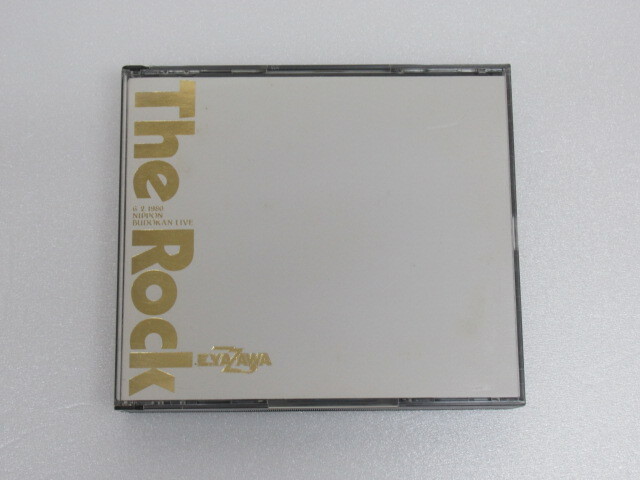 The Rock
NIPPON
BUDOKAN LIVE
E.YAZAWA